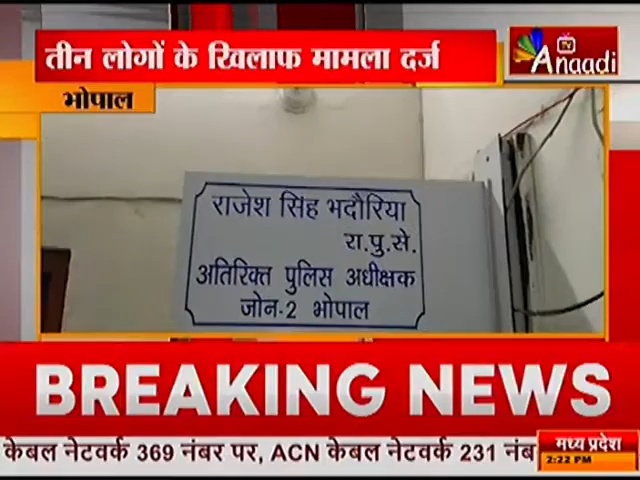 तीन लोगों के खिलाफ मामला दर्ज
TV
Anaadi
भोपाल
राजेश सिंह भदौरिया
रा.पु.से.
अतिरिक्त पुलिस अधीक्षक
जोन-2 भोपाल
BREAKING NEWS
केबल नेटवर्क 369 नंबर पर, ACN केबल नेटवर्क 231 नंब
मध्य प्रदेश
2:22 PM